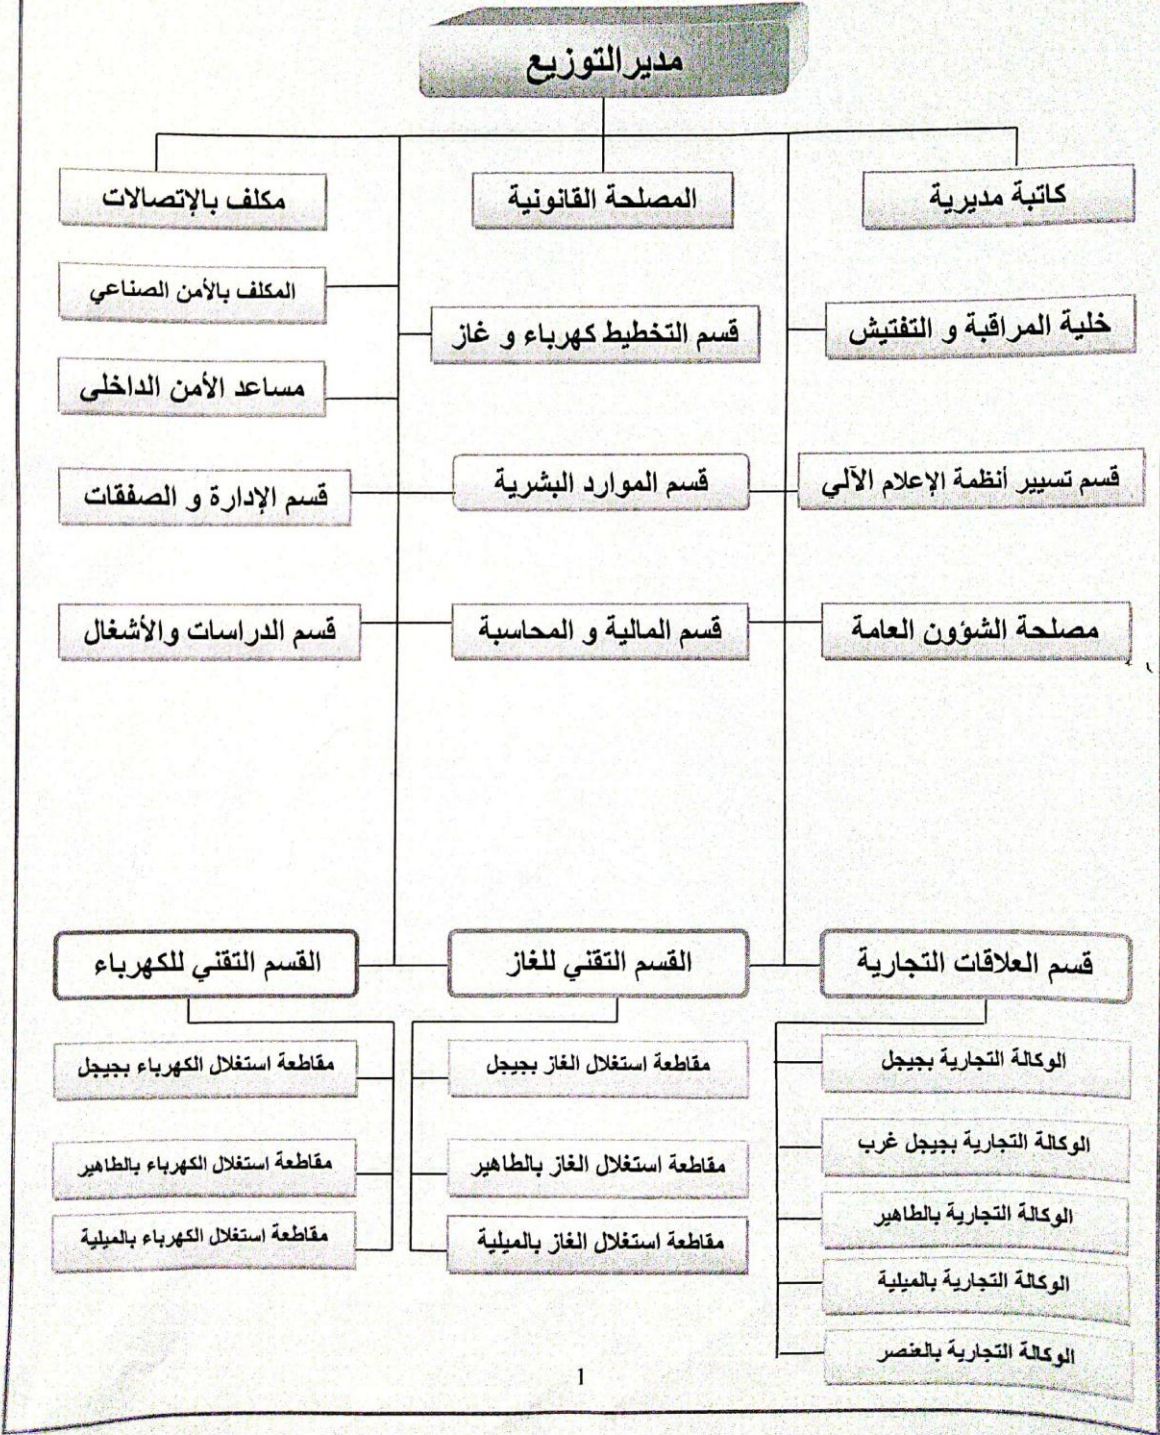 مدير التوزيع
كاتبة مديرية
المصلحة القانونية
مكلف بالإتصالات
المكلف بالأمن الصناعي
خلية المراقبة و التفتيش
قسم التخطيط كهرباء و غاز
مساعد الأمن الداخلى
قسم تسيير أنظمة الإعلام الآلي
قسم الموارد البشرية
قسم الإدارة و الصفقات
مصلحة الشؤون العامة
قسم المالية و المحاسبة
قسم الدراسات والأشغال
قسم العلاقات التجارية
القسم التقني للغاز
القسم التقني للكهرباء
الوكالة التجارية بجيجل
مقاطعة استغلال الغاز بجيجل
مقاطعة استغلال الكهرباء بجيجل
الوكالة التجارية بجيجل غرب
مقاطعة استغلال الغاز بالطاهير
مقاطعة استغلال الكهرباء بالطاهير
الوكالة التجارية بالطاهير
مقاطعة استغلال الغاز بالميلية
مقاطعة استغلال الكهرباء بالميلية
الوكالة التجارية بالميلية
الوكالة التجارية بالعنصر
1